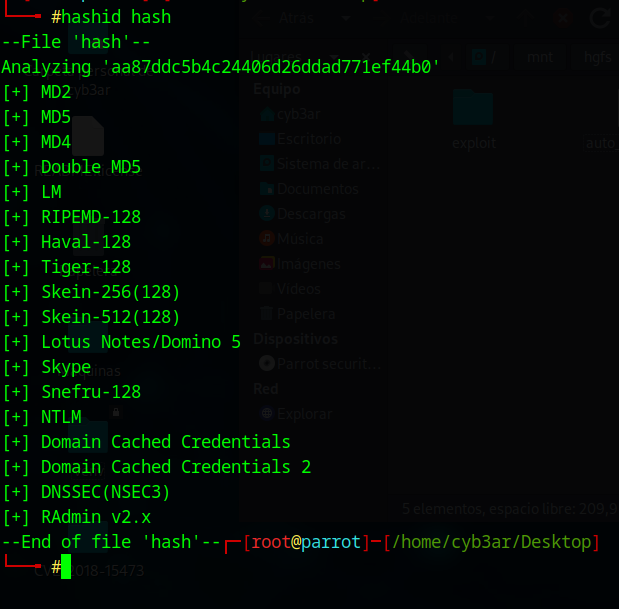 └──╼ #hashid hash
--File 'hash'--
Analyzing 'aa87ddc5b4c24406d26ddad771ef44b0'
[+] MD2
[+] MD5
[+] MD4
[+] Double MD5
[+] LM
[+] RIPEMD-128
[+] Haval-128
[+] Tiger-128
[+] Skein-256(128)
[+] Skein-512(128)
[+] Lotus Notes/Domino 5
[+] Skype
[+] Snefru-128
[+] NTLM
[+] Domain Cached Credentials
[+] Domain Cached Credentials 2
[+] DNSSEC(NSEC3)
[+] RAdmin v2.x
--End of file 'hash'--┌─[root@parrot]─[/home/cyb3ar/Desktop]
└──╼ #
Atrás
/
mnt
hgfs
Equipo
cyb3ar
Escritorio
Sistema de ar...
Documentos
Descargas
Música
Imágenes
Vídeos
Papelera
Dispositivos
Parrot securit...
Red
Explorar
exploit
auto
5 elementos, espacio libre: 209,9
cyb3ar
2018-15473